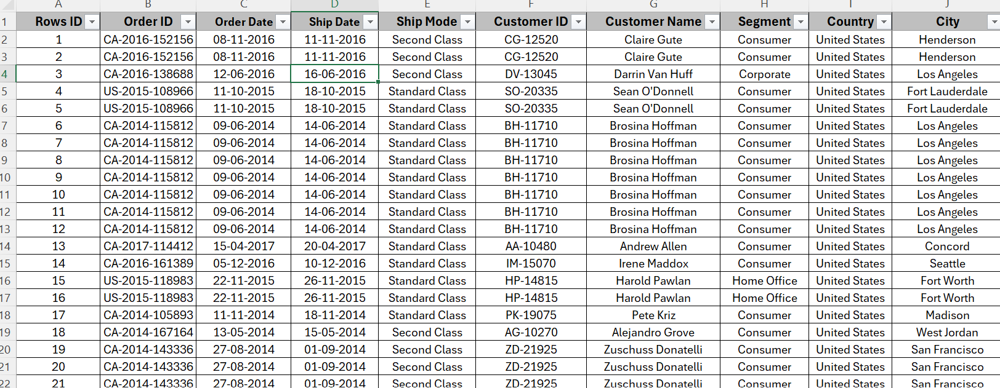 A B C D E F G H I J
1 Rows ID Order ID Order Date Ship Date Ship Mode Customer ID Customer Name Segment Country City
2 1 CA-2016-152156 08-11-2016 11-11-2016 Second Class CG-12520 Claire Gute Consumer United States Henderson
3 2 CA-2016-152156 08-11-2016 11-11-2016 Second Class CG-12520 Claire Gute Consumer United States Henderson
4 3 CA-2016-138688 12-06-2016 16-06-2016 Second Class DV-13045 Darrin Van Huff Corporate United States Los Angeles
5 4 US-2015-108966 11-10-2015 18-10-2015 Standard Class SO-20335 Sean O'Donnell Consumer United States Fort Lauderdale
6 5 US-2015-108966 11-10-2015 18-10-2015 Standard Class SO-20335 Sean O'Donnell Consumer United States Fort Lauderdale
7 6 CA-2014-115812 09-06-2014 14-06-2014 Standard Class BH-11710 Brosina Hoffman Consumer United States Los Angeles
8 7 CA-2014-115812 09-06-2014 14-06-2014 Standard Class BH-11710 Brosina Hoffman Consumer United States Los Angeles
9 8 CA-2014-115812 09-06-2014 14-06-2014 Standard Class BH-11710 Brosina Hoffman Consumer United States Los Angeles
10 9 CA-2014-115812 09-06-2014 14-06-2014 Standard Class BH-11710 Brosina Hoffman Consumer United States Los Angeles
11 10 CA-2014-115812 09-06-2014 14-06-2014 Standard Class BH-11710 Brosina Hoffman Consumer United States Los Angeles
12 11 CA-2014-115812 09-06-2014 14-06-2014 Standard Class BH-11710 Brosina Hoffman Consumer United States Los Angeles
13 12 CA-2014-115812 09-06-2014 14-06-2014 Standard Class BH-11710 Brosina Hoffman Consumer United States Los Angeles
14 13 CA-2017-114412 15-04-2017 20-04-2017 Standard Class AA-10480 Andrew Allen Consumer United States Concord
15 14 CA-2016-161389 05-12-2016 10-12-2016 Standard Class IM-15070 Irene Maddox Consumer United States Seattle
16 15 US-2015-118983 22-11-2015 26-11-2015 Standard Class HP-14815 Harold Pawlan Home Office United States Fort Worth
17 16 US-2015-118983 22-11-2015 26-11-2015 Standard Class HP-14815 Harold Pawlan Home Office United States Fort Worth
18 17 CA-2014-105893 11-11-2014 18-11-2014 Standard Class PK-19075 Pete Kriz Consumer United States Madison
19 18 CA-2014-167164 13-05-2014 15-05-2014 Second Class AG-10270 Alejandro Grove Consumer United States West Jordan
20 19 CA-2014-143336 27-08-2014 01-09-2014 Second Class ZD-21925 Zuschuss Donatelli Consumer United States San Francisco
21 20 CA-2014-143336 27-08-2014 01-09-2014 Second Class ZD-21925 Zuschuss Donatelli Consumer United States San Francisco
22 21 CA-2014-143336 27-08-2014 01-09-2014 Second Class ZD-21925 Zuschuss Donatelli Consumer United States San Francisco